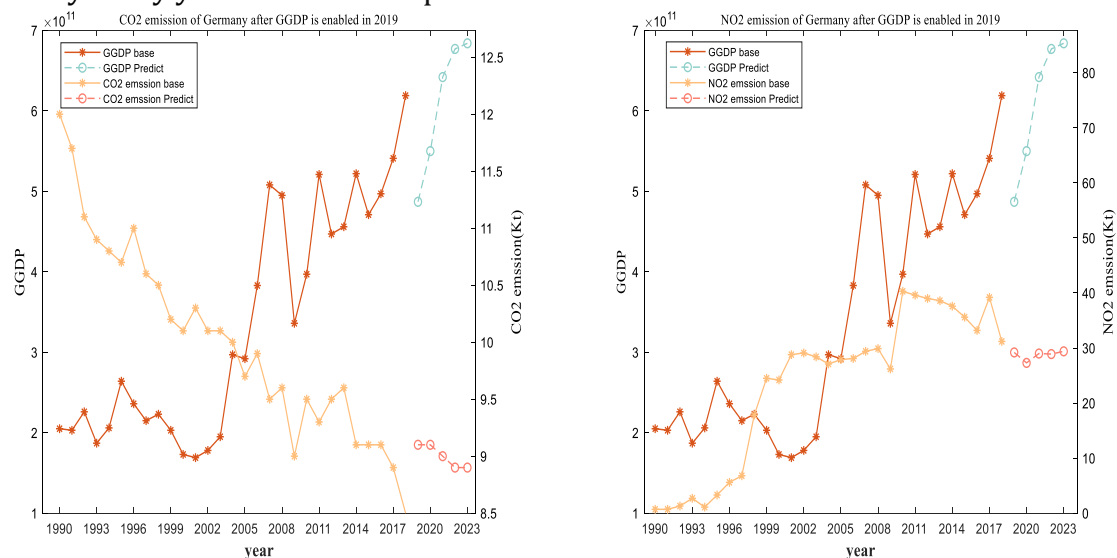 CO2 emission of Germany after GGDP is enabled in 2019
×10^11
GGDP base
GGDP Predict
CO2 emssion base
CO2 emssion Predict
7
6
5
4
3
2
1
GGDP
12.5
12
11.5
11
10.5
10
9.5
9
8.5
CO2 emssion(Kt)
1990 1993 1996 1999 2002 2005 2008 2011 2014 2017 2020 2023
year
NO2 emission of Germany after GGDP is enabled in 2019
×10^11
GGDP base
GGDP Predict
NO2 emssion base
NO2 emssion Predict
7
6
5
4
3
2
1
GGDP
80
70
60
50
40
30
20
10
0
NO2 emssion(Kt)
1990 1993 1996 1999 2002 2005 2008 2011 2014 2017 2020 2023
year